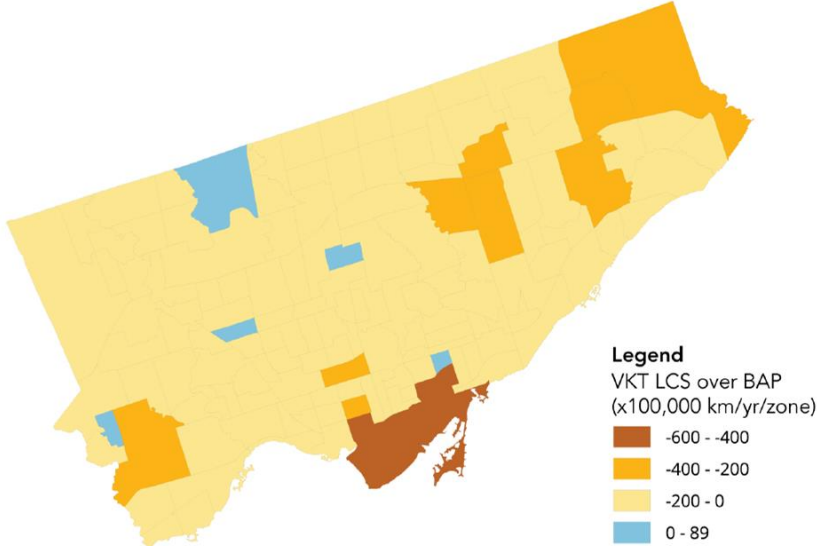 Legend
VKT LCS over BAP
(x100,000 km/yr/zone)
-600 - -400
-400 - -200
-200 - 0
0 - 89